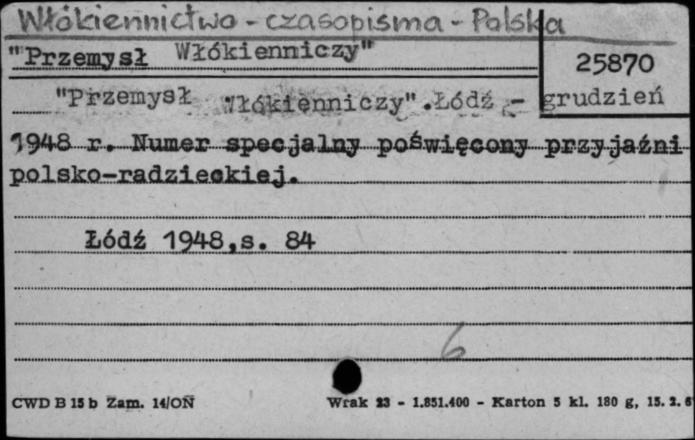 Włókiennictwo - czasopisma - Polska
"Przemysł Włókienniczy"
25870
"Przemysł Włókienniczy". Łódź - grudzień
1948 r. Numer specjalny poświęcony przyjaźni
polsko-radzieckiej.
Łódź 1948,s. 84
6
CWD B 15 b Zam. 14/OŃ
Wrak 23 - 1.851.400 - Karton 5 kl. 180 g, 15. 2. 6